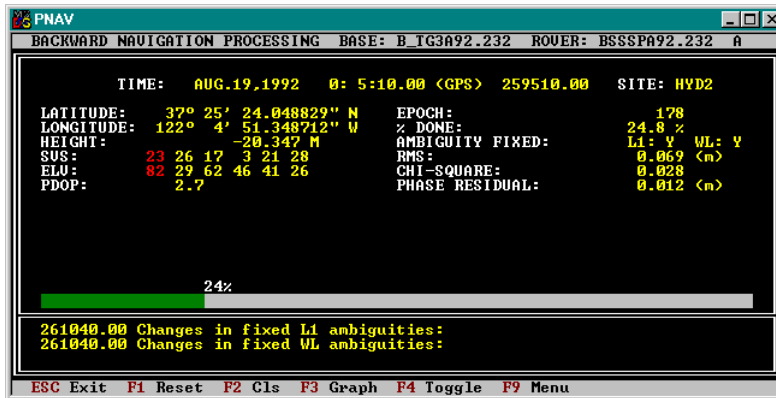 PNAV
BACKWARD NAVIGATION PROCESSING BASE: B_TG3A92.232 ROVER: BSSSPA92.232 A
TIME: AUG.19,1992 0: 5:10.00 (GPS) 259510.00 SITE: HYD2
LATITUDE: 37º 25' 24.048829" N EPOCH: 178
LONGITUDE: 122º 4' 51.348712" W % DONE: 24.8 %
HEIGHT: -20.347 M AMBIGUITY FIXED: L1: Y WL: Y
SVS: 23 26 17 3 21 28 RMS: 0.069 (m)
ELV: 82 29 62 46 41 26 CHI-SQUARE: 0.028
PDOP: 2.7 PHASE RESIDUAL: 0.012 (m)
24%
261040.00 Changes in fixed L1 ambiguities:
261040.00 Changes in fixed WL ambiguities:
ESC Exit F1 Reset F2 Cls F3 Graph F4 Toggle F9 Menu